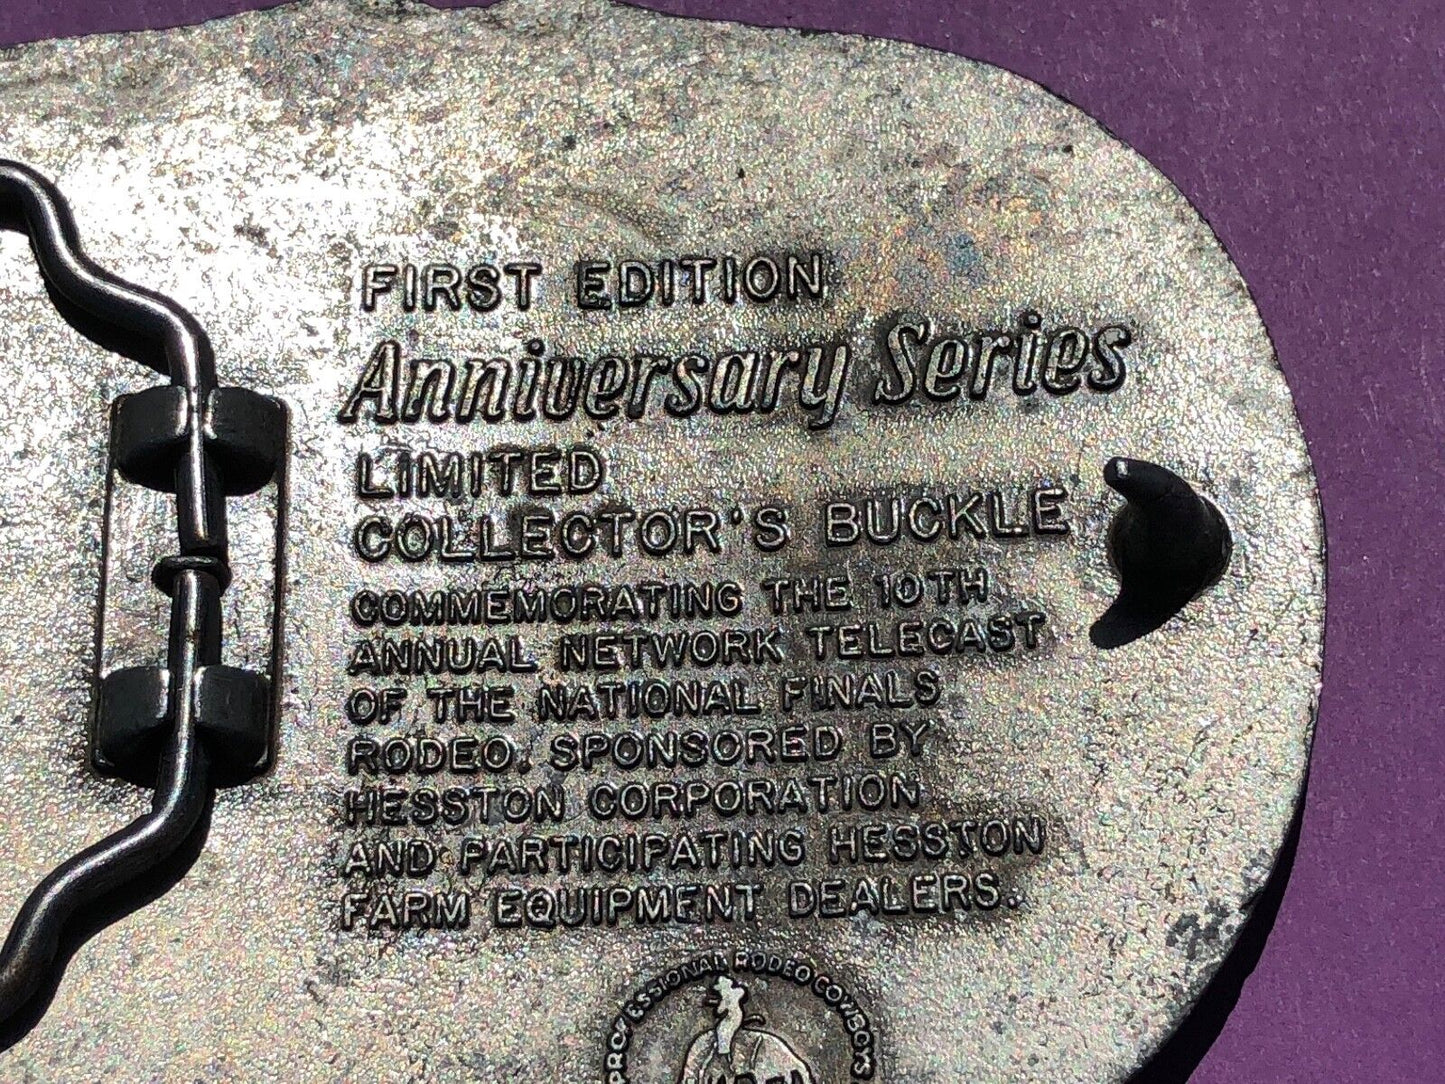 FIRST EDITION
Anniversary Series
LIMITED
COLLECTOR'S BUCKLE
COMMEMORATING THE 10TH
ANNUAL NETWORK TELECAST
OF THE NATIONAL FINALS
RODEO. SPONSORED BY
HESSTON CORPORATION
AND PARTICIPATING HESSTON
FARM EQUIPMENT DEALERS.
PROFESSIONAL RODEO COWBOYS